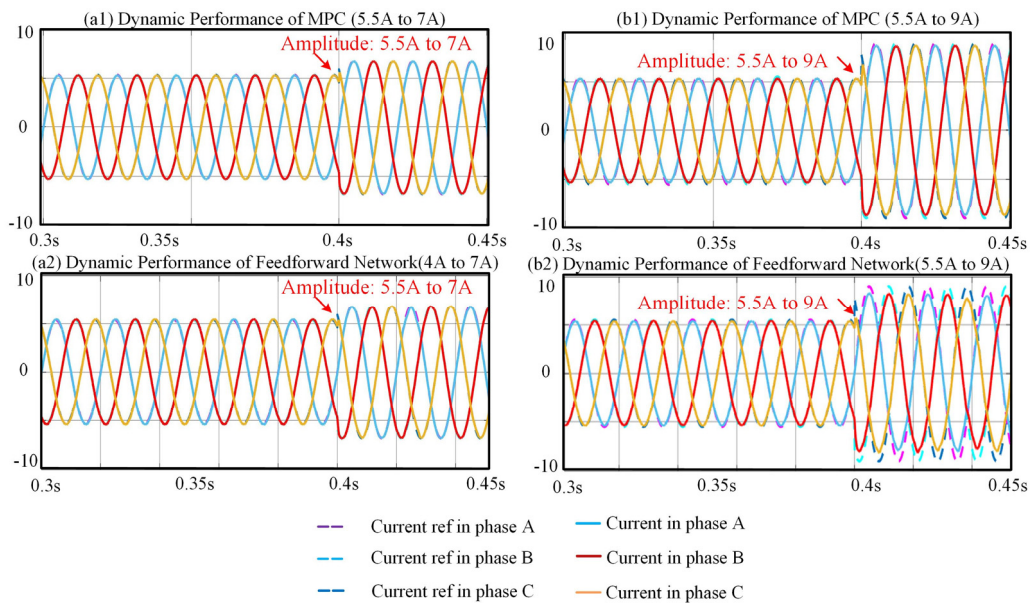 (a1) Dynamic Performance of MPC (5.5A to 7A)
10
Amplitude: 5.5A to 7A
0
-10
0.3s 0.35s 0.4s 0.45s
(b1) Dynamic Performance of MPC (5.5A to 9A)
10
Amplitude: 5.5A to 9A
0
-10
0.3s 0.35s 0.4s 0.45s
(a2) Dynamic Performance of Feedforward Network(4A to 7A)
10
Amplitude: 5.5A to 7A
0
-10
0.3s 0.35s 0.4s 0.45s
(b2) Dynamic Performance of Feedforward Network(5.5A to 9A)
10
Amplitude: 5.5A to 9A
0
-10
0.3s 0.35s 0.4s 0.45s
Current ref in phase A
Current in phase A
Current ref in phase B
Current in phase B
Current ref in phase C
Current in phase C